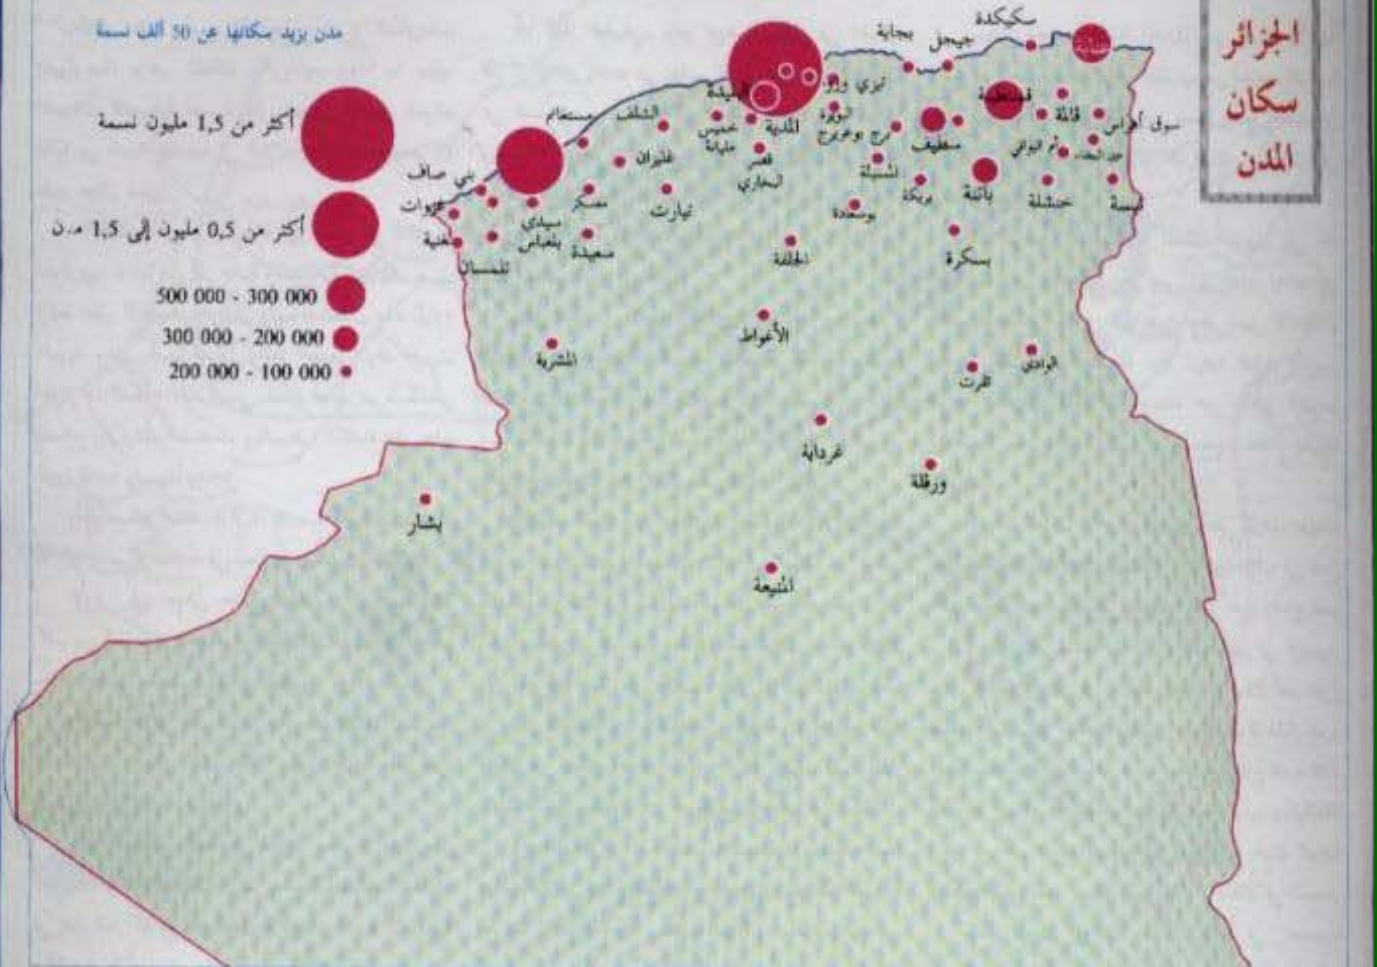 الجزائر
سكان
المدن
مدن يزيد سكانها عن 50 ألف نسمة
أكثر من 1,5 مليون نسمة
أكثر من 0,5 مليون إلى 1,5 م.ن
500 000 - 300 000
300 000 - 200 000
200 000 - 100 000
سكيكدة
جيجل
بجاية
عنابة
تيزي وزو
البليدة
قسنطينة
قالمة
سوق أهراس
مستغانم
الشلف
خميس
مليانة
المدية
البويرة
برج بوعريريج
سطيف
أم البواقي
غليزان
قصر
البخاري
المسيلة
بني صاف
غزوات
معسكر
تيارت
بوسعادة
بريكة
باتنة
خنشلة
تبسة
مغنية
سيدي
بلعباس
سعيدة
تلمسان
الجلفة
بسكرة
الأغواط
المشرية
الوادي
تقرت
غرداية
ورقلة
بشار
المنيعة